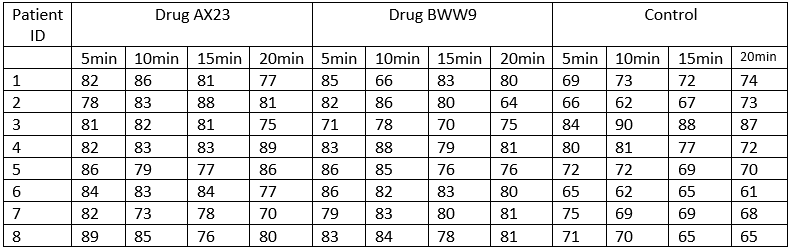 Patient ID Drug AX23 Drug BWW9 Control
5min 10min 15min 20min 5min 10min 15min 20min 5min 10min 15min 20min
1 82 86 81 77 85 66 83 80 69 73 72 74
2 78 83 88 81 82 86 80 64 66 62 67 73
3 81 82 81 75 71 78 70 75 84 90 88 87
4 82 83 83 89 83 88 79 81 80 81 77 72
5 86 79 77 86 86 85 76 76 72 72 69 70
6 84 83 84 77 86 82 83 80 65 62 65 61
7 82 73 78 70 79 83 80 81 75 69 69 68
8 89 85 76 80 83 84 78 81 71 70 65 65